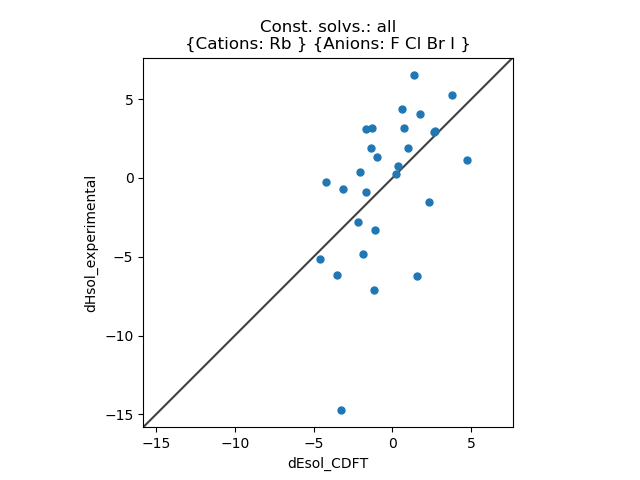 Const. solvs.: all
{Cations: Rb } {Anions: F Cl Br I }
5
0
−5
−10
−15
dHsol_experimental
−15 −10 −5 0 5
dEsol_CDFT